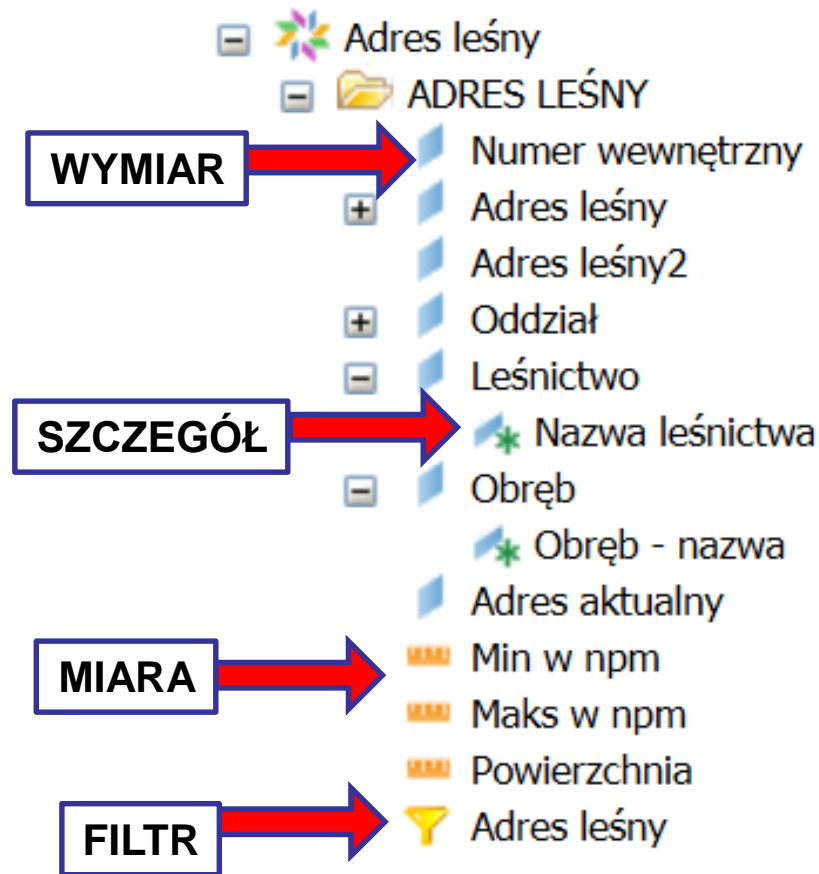 Adres leśny
ADRES LEŚNY
WYMIAR
Numer wewnętrzny
Adres leśny
Adres leśny2
Oddział
Leśnictwo
SZCZEGÓŁ
Nazwa leśnictwa
Obręb
Obręb - nazwa
Adres aktualny
MIARA
Min w npm
Maks w npm
Powierzchnia
FILTR
Adres leśny